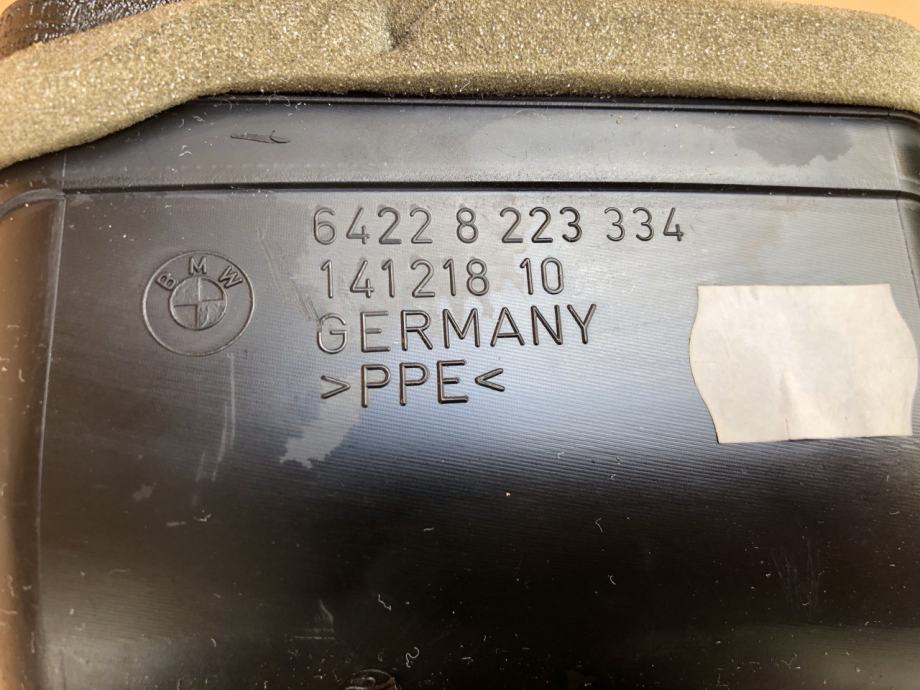 6422 8 223 334
BMW
141218 10
GERMANY
>PPE<